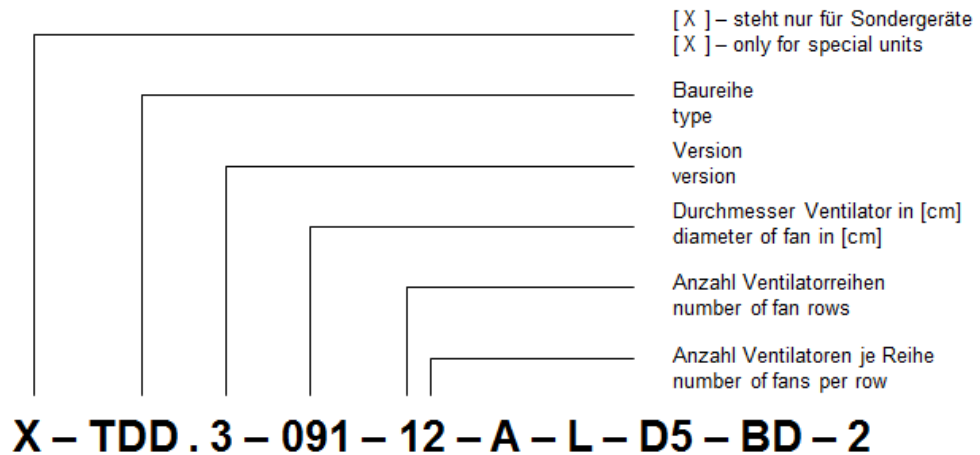 [ X ] – steht nur für Sondergeräte
[ X ] – only for special units
Baureihe
type
Version
version
Durchmesser Ventilator in [cm]
diameter of fan in [cm]
Anzahl Ventilatorreihen
number of fan rows
Anzahl Ventilatoren je Reihe
number of fans per row
X – TDD . 3 – 091 – 12 – A – L – D5 – BD – 2